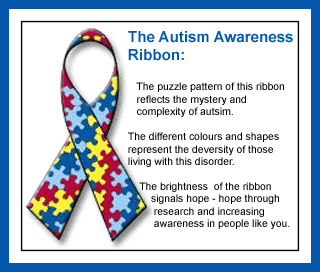 The Autism Awareness
Ribbon:
The puzzle pattern of this ribbon
reflects the mystery and
complexity of autsim.
The different colours and shapes
represent the deversity of those
living with this disorder.
The brightness of the ribbon
signals hope - hope through
research and increasing
awareness in people like you.